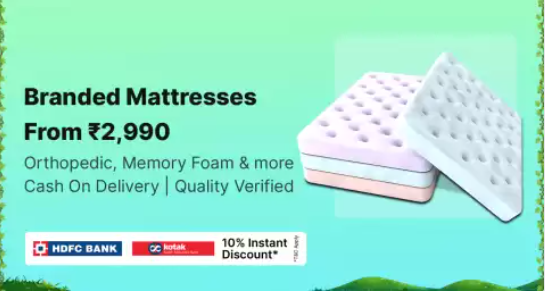 Branded Mattresses
From ₹2,990
Orthopedic, Memory Foam & more
Cash On Delivery | Quality Verified
HDFC BANK
kotak
10% Instant
Discount*